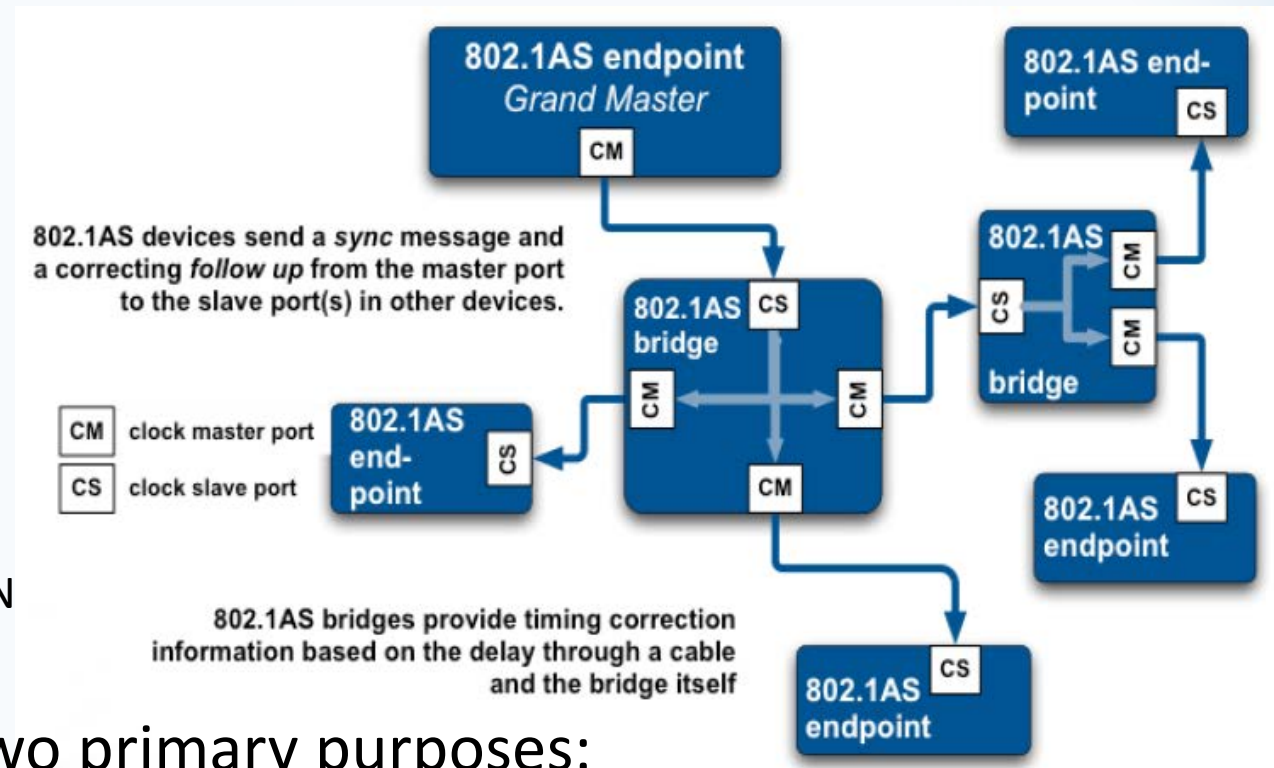 802.1AS endpoint
Grand Master
CM
802.1AS end-
point
CS
802.1AS devices send a sync message and
a correcting follow up from the master port
to the slave port(s) in other devices.
802.1AS
bridge
CS
CM
CM
CM
802.1AS
bridge
CS
CM
CM
CM clock master port
CS clock slave port
802.1AS
end-
point
CS
802.1AS
endpoint
CS
N
802.1AS bridges provide timing correction
information based on the delay through a cable
and the bridge itself
802.1AS
endpoint
CS
wo primary purposes: